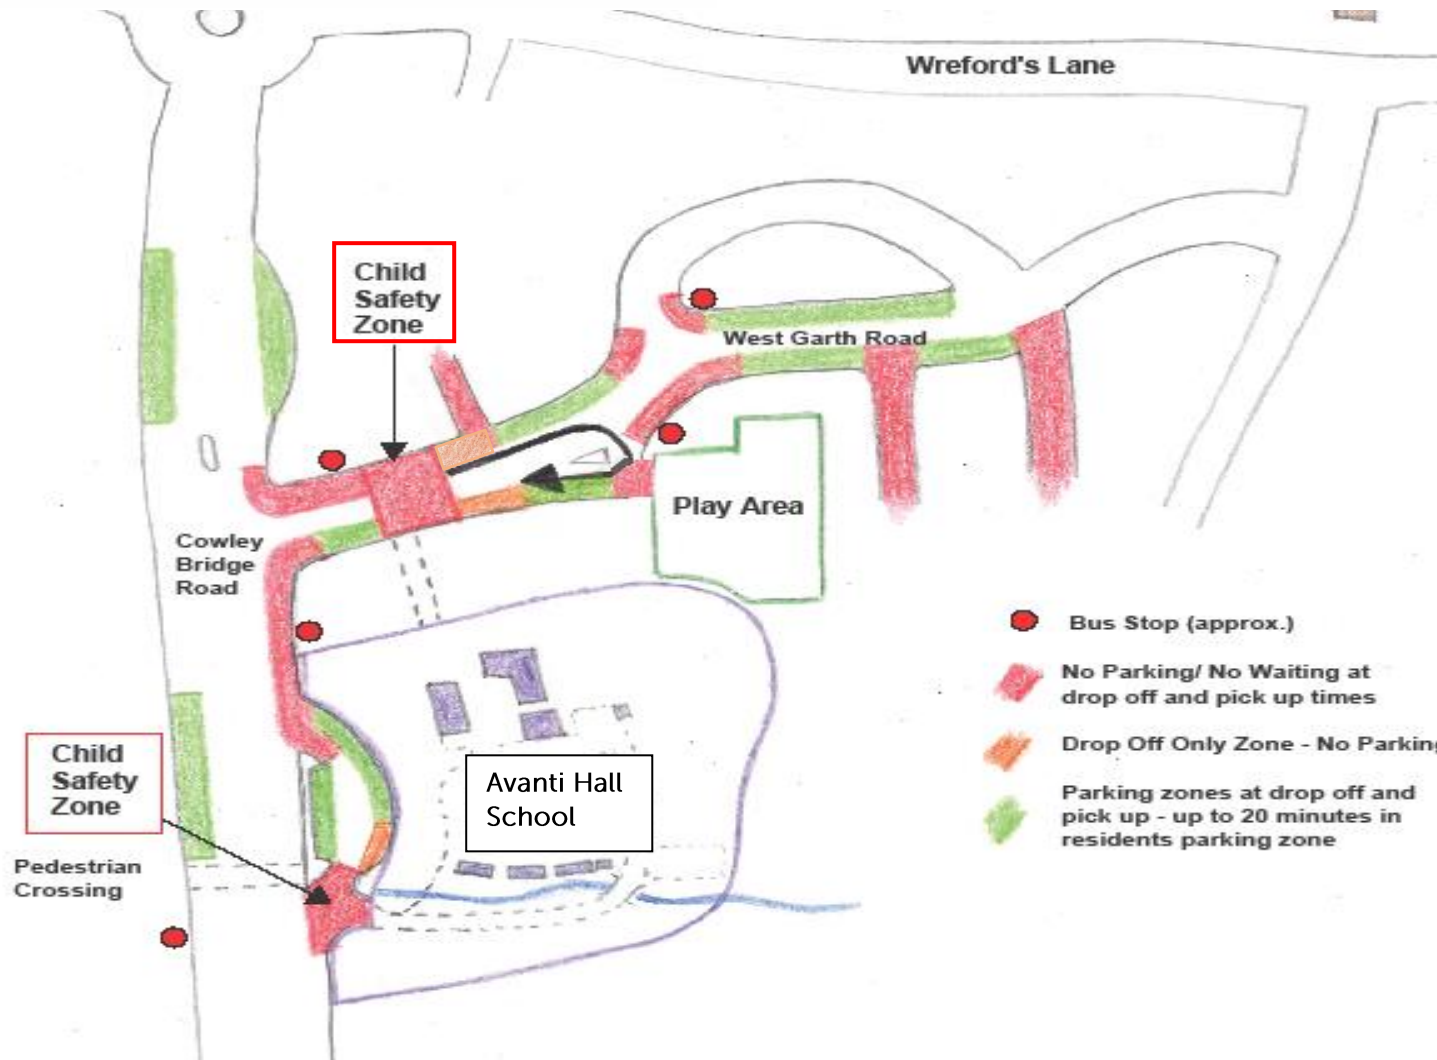 Wreford's Lane
Child
Safety
Zone
West Garth Road
Play Area
Cowley
Bridge
Road
Bus Stop (approx.)
No Parking/ No Waiting at
drop off and pick up times
Drop Off Only Zone - No Parking
Parking zones at drop off and
pick up - up to 20 minutes in
residents parking zone
Child
Safety
Zone
Avanti Hall
School
Pedestrian
Crossing